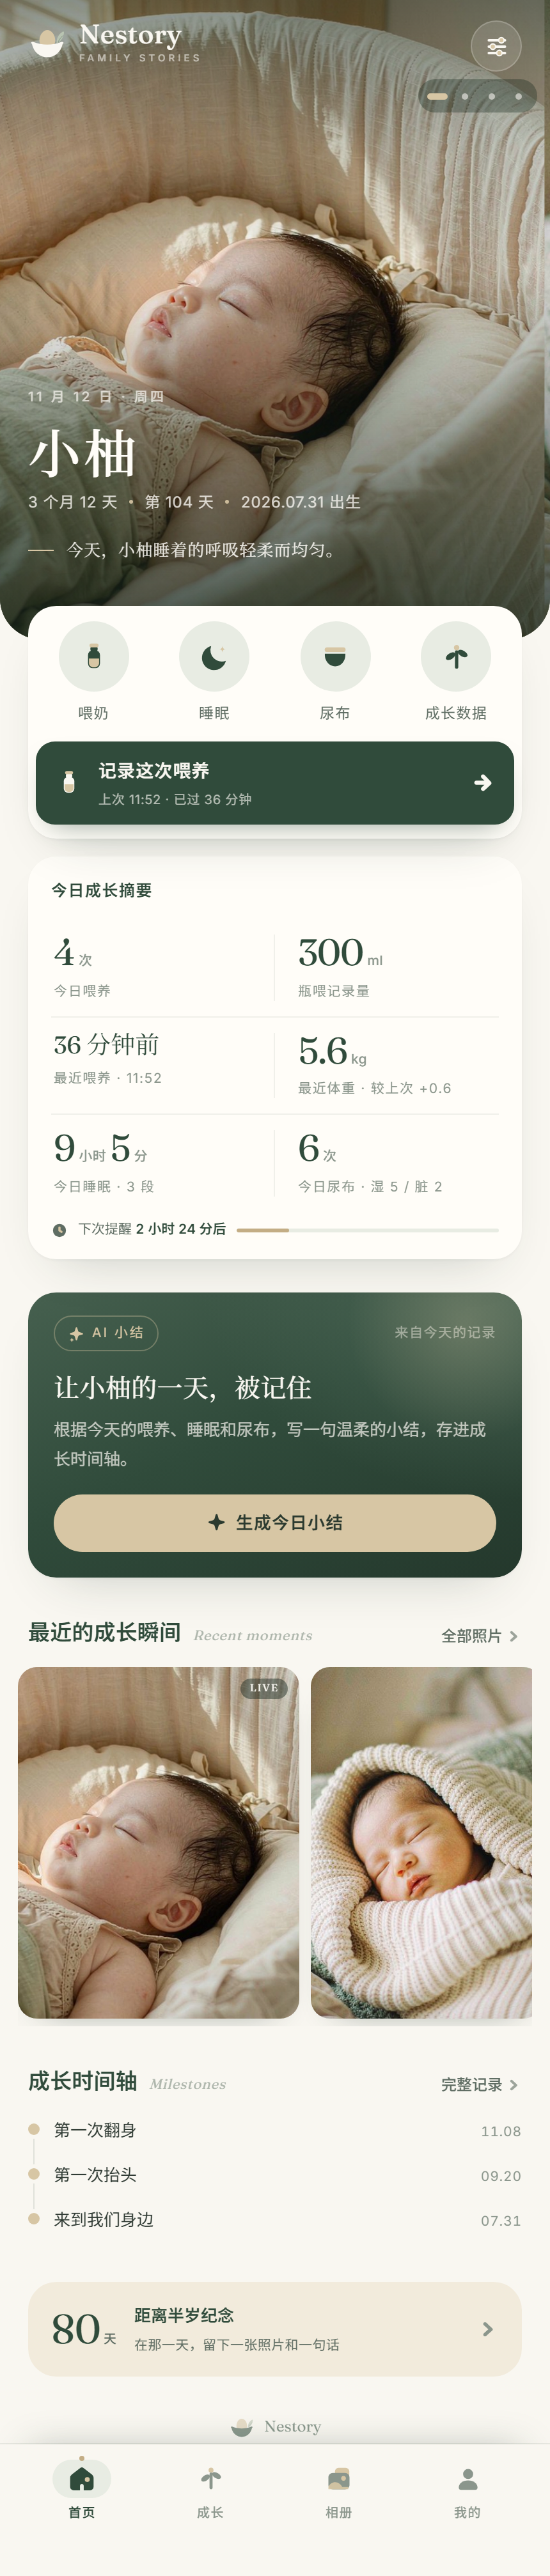 Nestory
FAMILY STORIES
11 月 12 日 · 周四
小柚
3 个月 12 天 • 第 104 天 • 2026.07.31 出生
今天，小柚睡着的呼吸轻柔而均匀。
喂奶
睡眠
尿布
成长数据
记录这次喂养
上次 11:52 · 已过 36 分钟
今日成长摘要
4 次
今日喂养
300 ml
瓶喂记录量
36 分钟前
最近喂养 · 11:52
5.6 kg
最近体重 · 较上次 +0.6
9 小时 5 分
今日睡眠 · 3 段
6 次
今日尿布 · 湿 5 / 脏 2
下次提醒 2 小时 24 分后
AI 小结
来自今天的记录
让小柚的一天，被记住
根据今天的喂养、睡眠和尿布，写一句温柔的小结，存进成
长时间轴。
生成今日小结
最近的成长瞬间 Recent moments
全部照片
LIVE
成长时间轴 Milestones
完整记录
第一次翻身 11.08
第一次抬头 09.20
来到我们身边 07.31
80 天
距离半岁纪念
在那一天，留下一张照片和一句话
Nestory
首页
成长
相册
我的